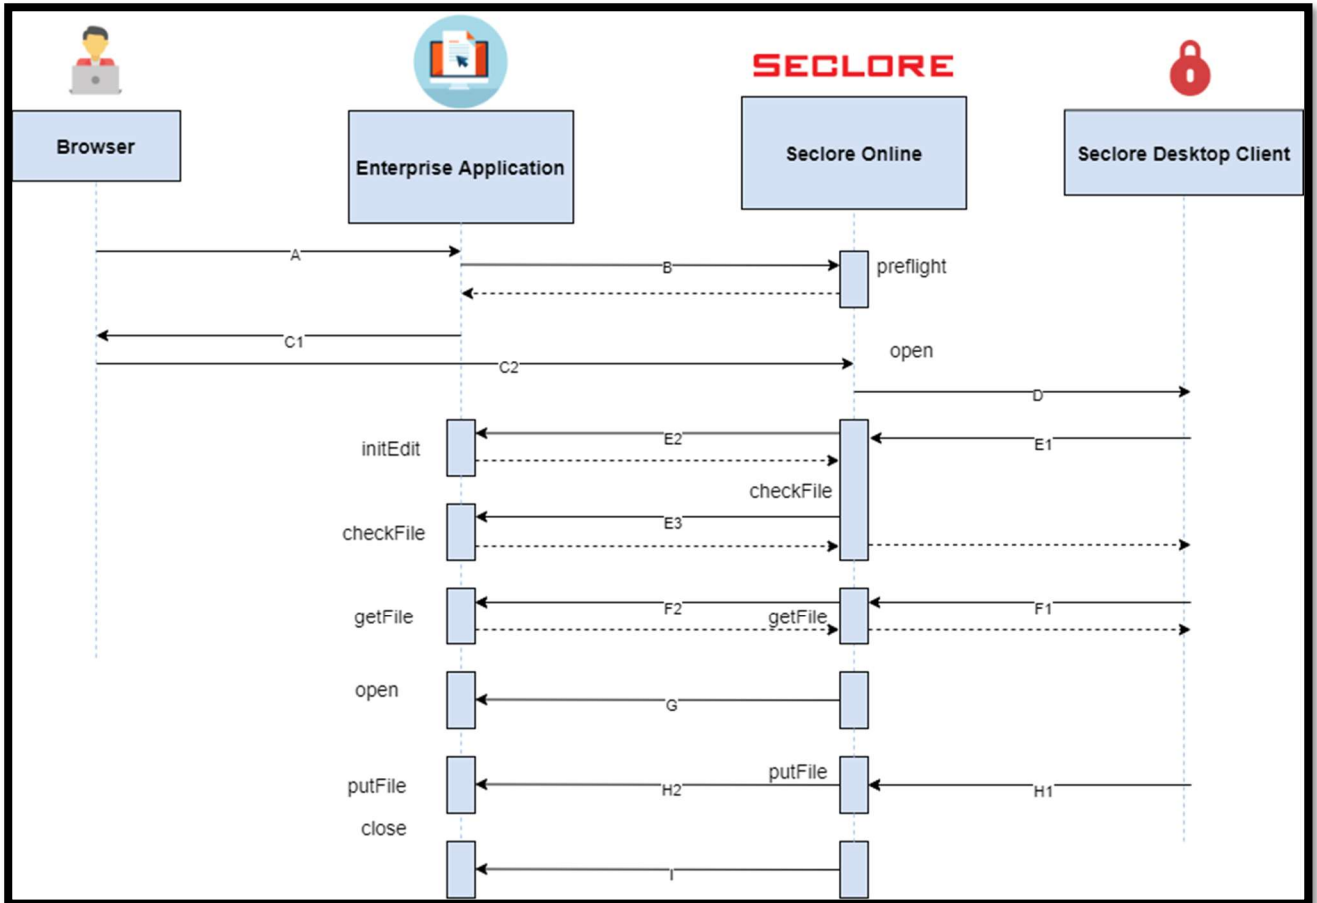 SECLORE
Browser
Enterprise Application
Seclore Online
Seclore Desktop Client
A
B
preflight
C1
open
C2
D
initEdit
E2
E1
checkFile
checkFile
E3
getFile
F2
getFile
F1
open
G
putFile
putFile
H2
H1
close
I